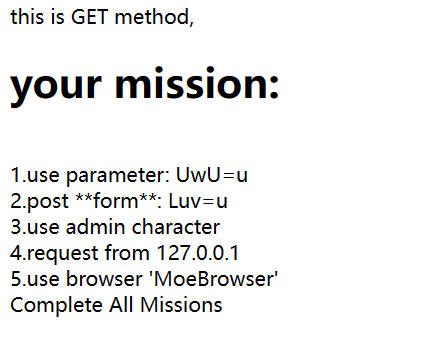 this is GET method,
your mission:
1.use parameter: UwU=u
2.post **form**: Luv=u
3.use admin character
4.request from 127.0.0.1
5.use browser 'MoeBrowser'
Complete All Missions